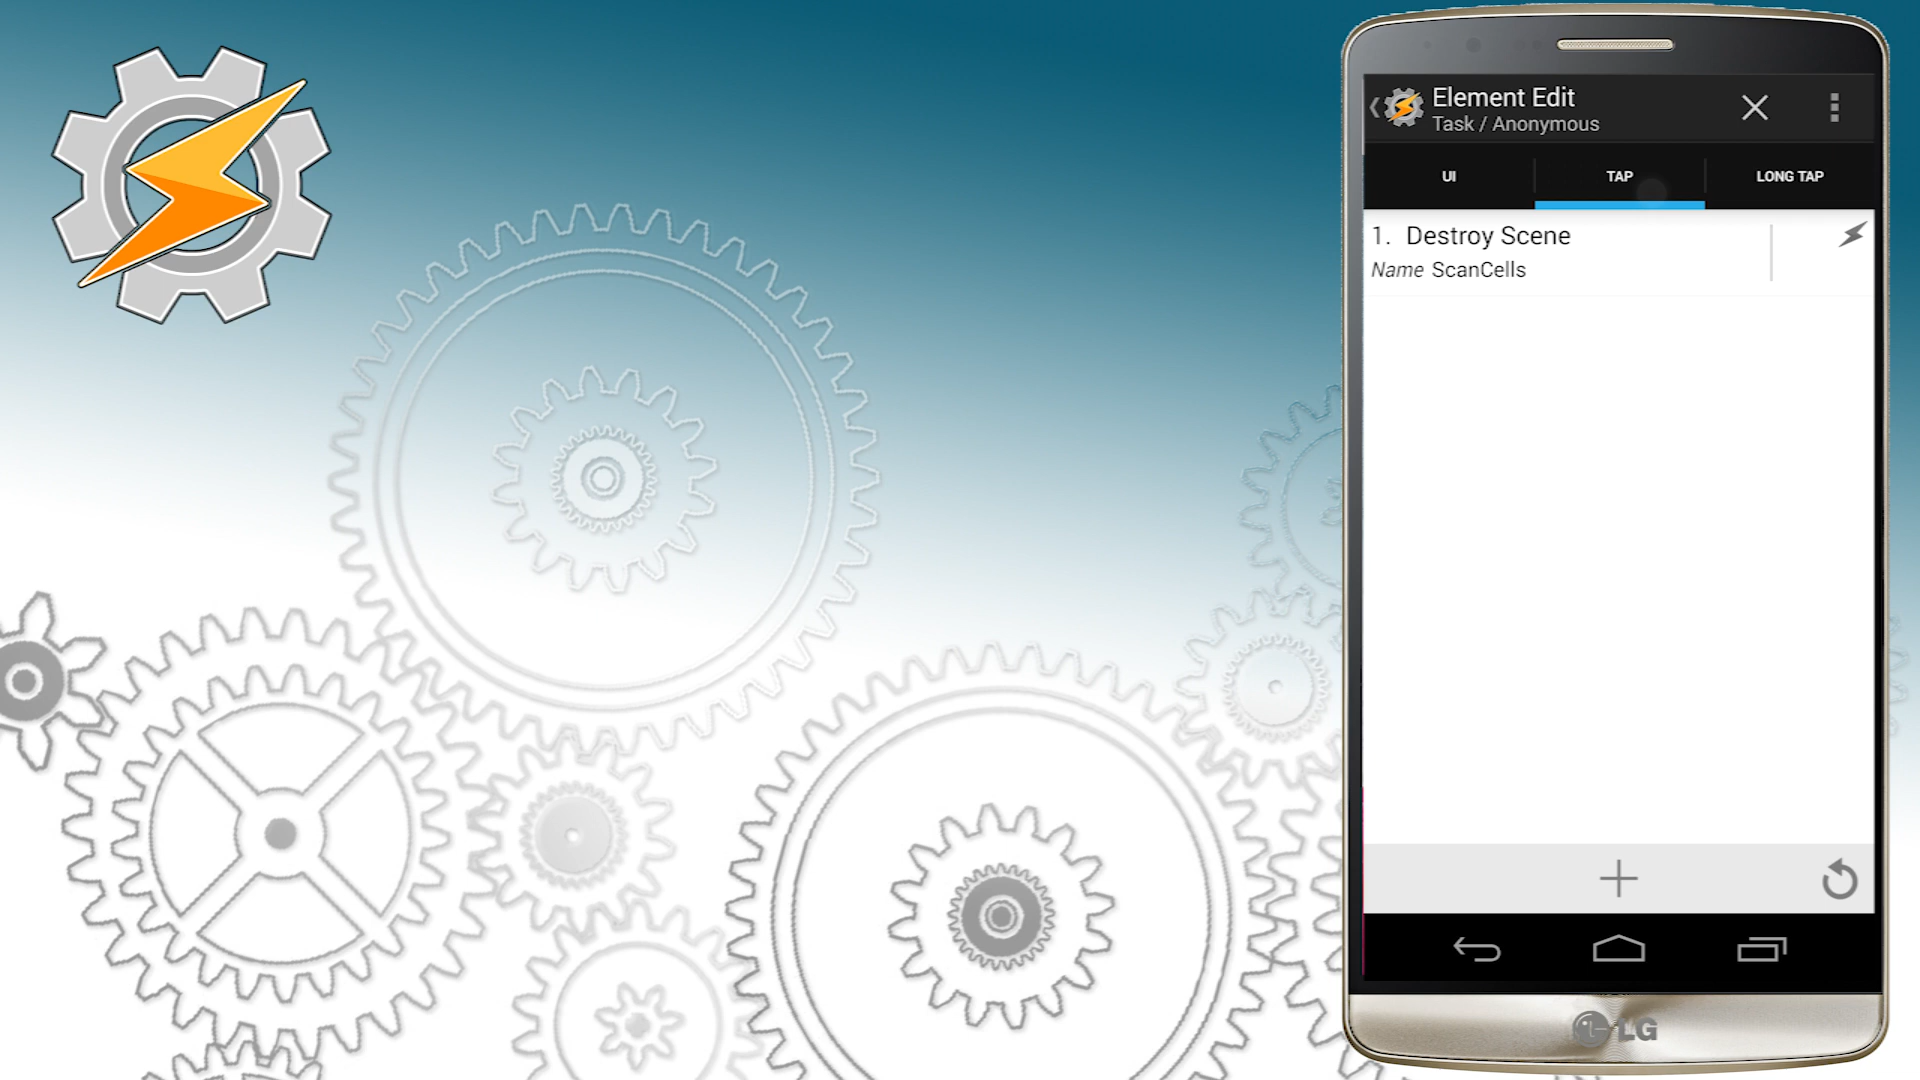 Element Edit
Task / Anonymous
UI
TAP
LONG TAP
1. Destroy Scene
Name ScanCells
LG